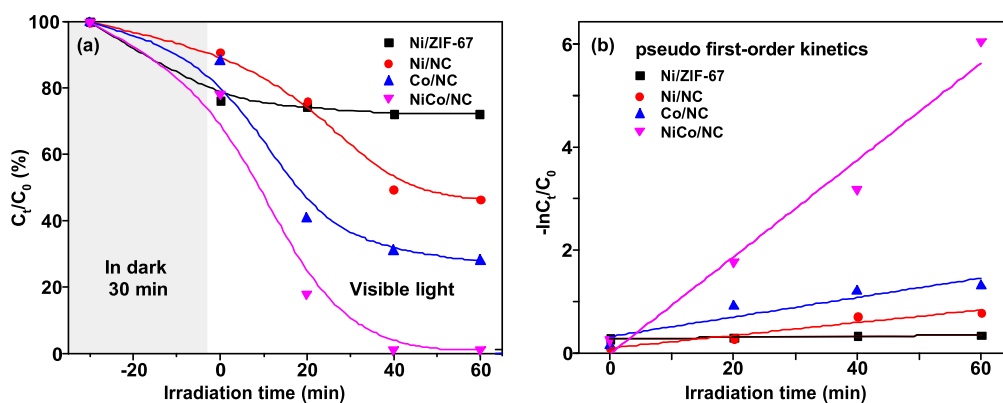 (a)
Ni/ZIF-67
Ni/NC
Co/NC
NiCo/NC
In dark
30 min
Visible light
100
80
60
40
20
0
-20 0 20 40 60
Cₜ/C₀ (%)
Irradiation time (min)
(b)
pseudo first-order kinetics
Ni/ZIF-67
Ni/NC
Co/NC
NiCo/NC
6
4
2
0
0 20 40 60
-lnCₜ/C₀
Irradiation time (min)